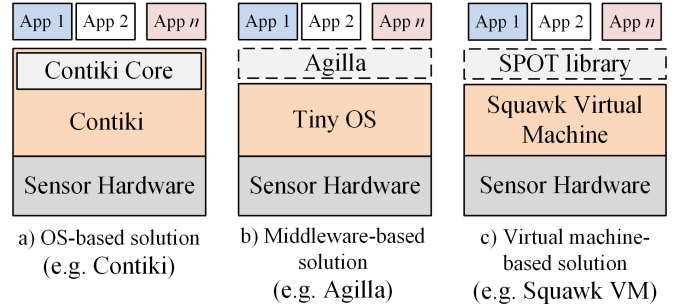 App 1 App 2 App n
Contiki Core
Contiki
Sensor Hardware
a) OS-based solution
(e.g. Contiki)
App 1 App 2 App n
Agilla
Tiny OS
Sensor Hardware
b) Middleware-based
solution
(e.g. Agilla)
App 1 App 2 App n
SPOT library
Squawk Virtual
Machine
Sensor Hardware
c) Virtual machine-
based solution
(e.g. Squawk VM)